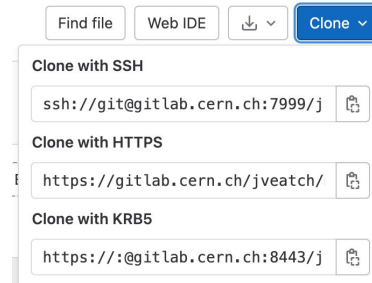 Find file Web IDE Clone
Clone with SSH
ssh://git@gitlab.cern.ch:7999/j
Clone with HTTPS
https://gitlab.cern.ch/jveatch/
Clone with KRB5
https://:@gitlab.cern.ch:8443/j